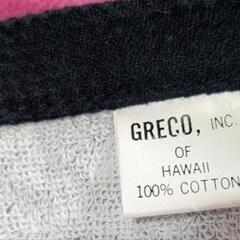 GRECO, INC.
OF
HAWAII
100% COTTON